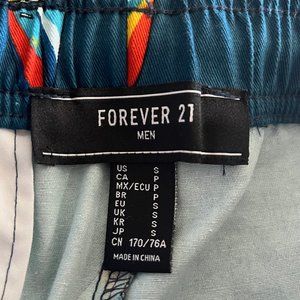 FOREVER 21
MEN
US S
CA P
MX/ECU P
BR P
EU S
UK S
KR S
JP S
CN 170/76A
MADE IN CHINA